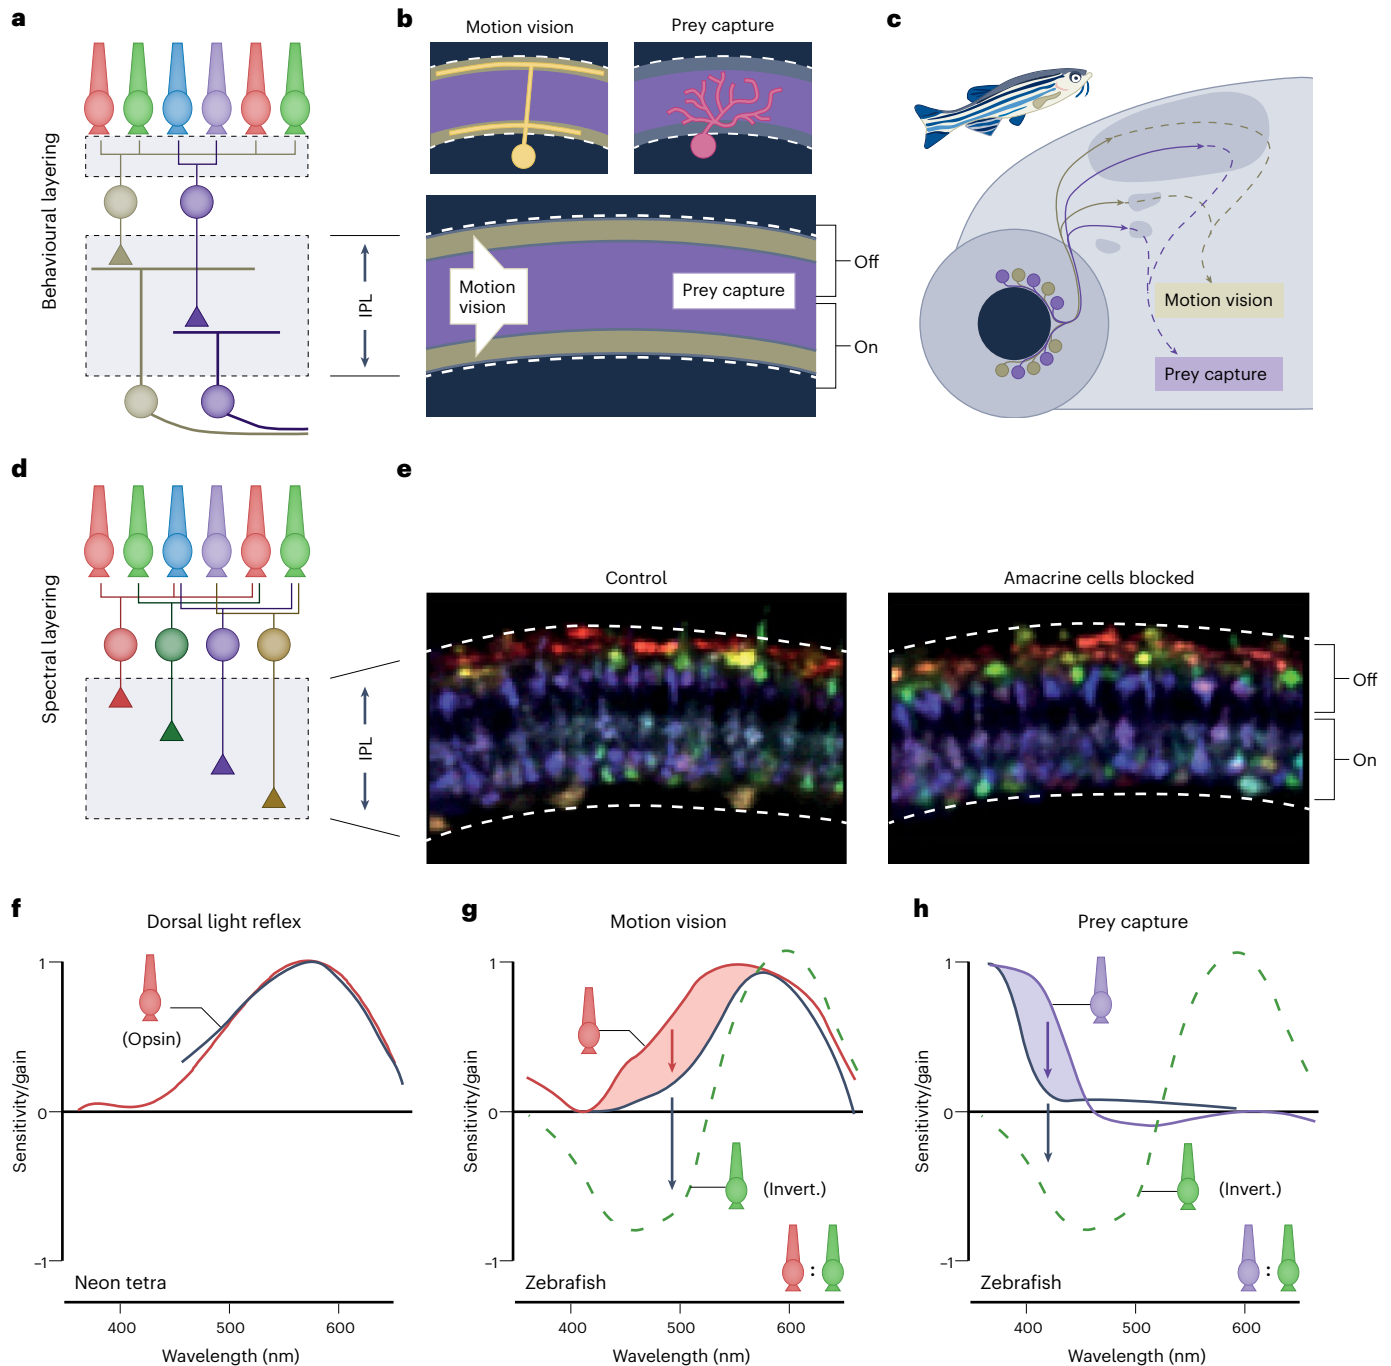 a
Behavioural layering
IPL
b
Motion vision
Prey capture
Motion
vision
Prey capture
Off
On
c
Motion vision
Prey capture
d
Spectral layering
IPL
e
Control
Amacrine cells blocked
Off
On
f
Dorsal light reflex
Sensitivity/gain
1
0
–1
(Opsin)
Neon tetra
400
500
600
Wavelength (nm)
g
Motion vision
Sensitivity/gain
1
0
–1
(Invert.)
:
Zebrafish
400
500
600
Wavelength (nm)
h
Prey capture
Sensitivity/gain
1
0
–1
(Invert.)
:
Zebrafish
400
500
600
Wavelength (nm)